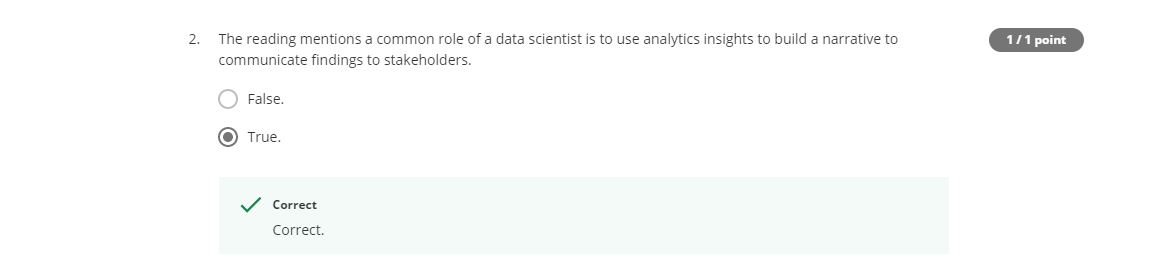 2. The reading mentions a common role of a data scientist is to use analytics insights to build a narrative to
communicate findings to stakeholders.
1 / 1 point
False.
True.
Correct
Correct.